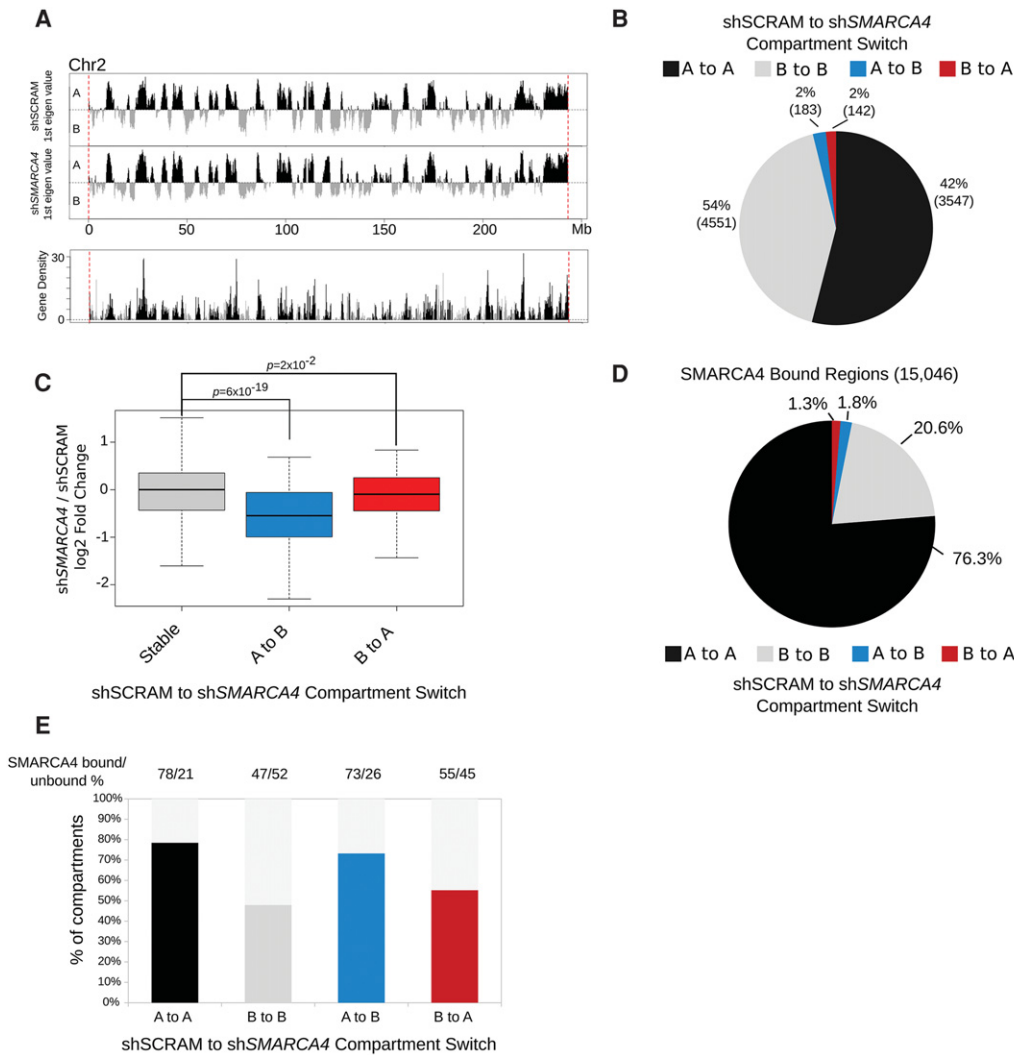 A
Chr2
shSCRAM
1st eigen value
A
B
shSMARCA4
1st eigen value
A
B
0 50 100 150 200 Mb
Gene Density
30
0
B
shSCRAM to shSMARCA4
Compartment Switch
A to A B to B A to B B to A
2%
(183)
2%
(142)
54%
(4551)
42%
(3547)
C
p=2x10-2
p=6x10-19
shSMARCA4 / shSCRAM
log2 Fold Change
1
0
-1
-2
Stable
A to B
B to A
shSCRAM to shSMARCA4 Compartment Switch
D
SMARCA4 Bound Regions (15,046)
1.3%
1.8%
20.6%
76.3%
A to A B to B A to B B to A
shSCRAM to shSMARCA4
Compartment Switch
E
SMARCA4 bound/
unbound %
78/21 47/52 73/26 55/45
% of compartments
100%
90%
80%
70%
60%
50%
40%
30%
20%
10%
0%
A to A B to B A to B B to A
shSCRAM to shSMARCA4 Compartment Switch